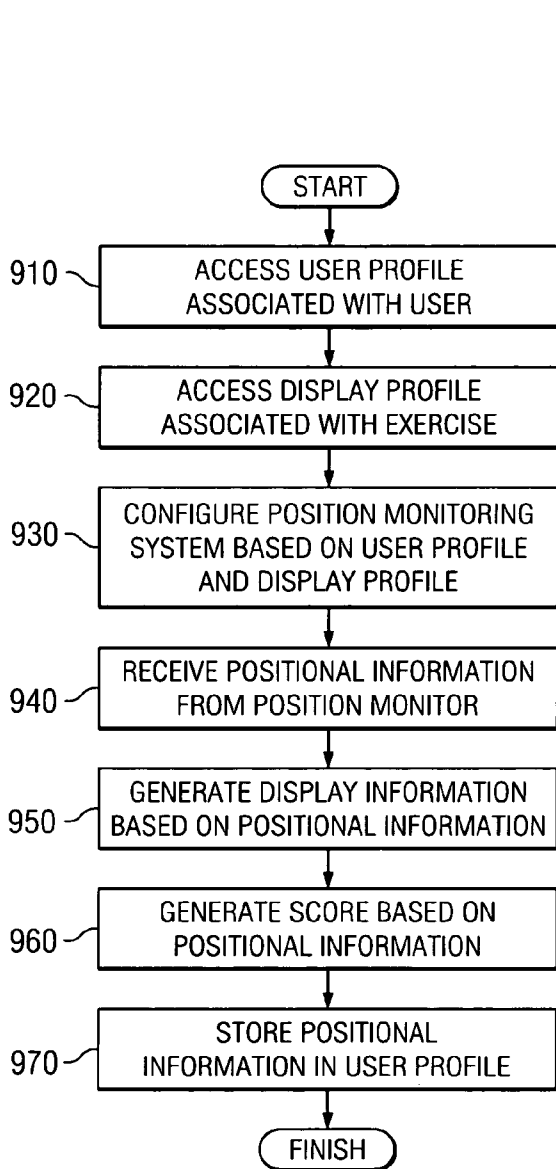 START
910
ACCESS USER PROFILE
ASSOCIATED WITH USER
920
ACCESS DISPLAY PROFILE
ASSOCIATED WITH EXERCISE
930
CONFIGURE POSITION MONITORING
SYSTEM BASED ON USER PROFILE
AND DISPLAY PROFILE
940
RECEIVE POSITIONAL INFORMATION
FROM POSITION MONITOR
950
GENERATE DISPLAY INFORMATION
BASED ON POSITIONAL INFORMATION
960
GENERATE SCORE BASED ON
POSITIONAL INFORMATION
970
STORE POSITIONAL
INFORMATION IN USER PROFILE
FINISH